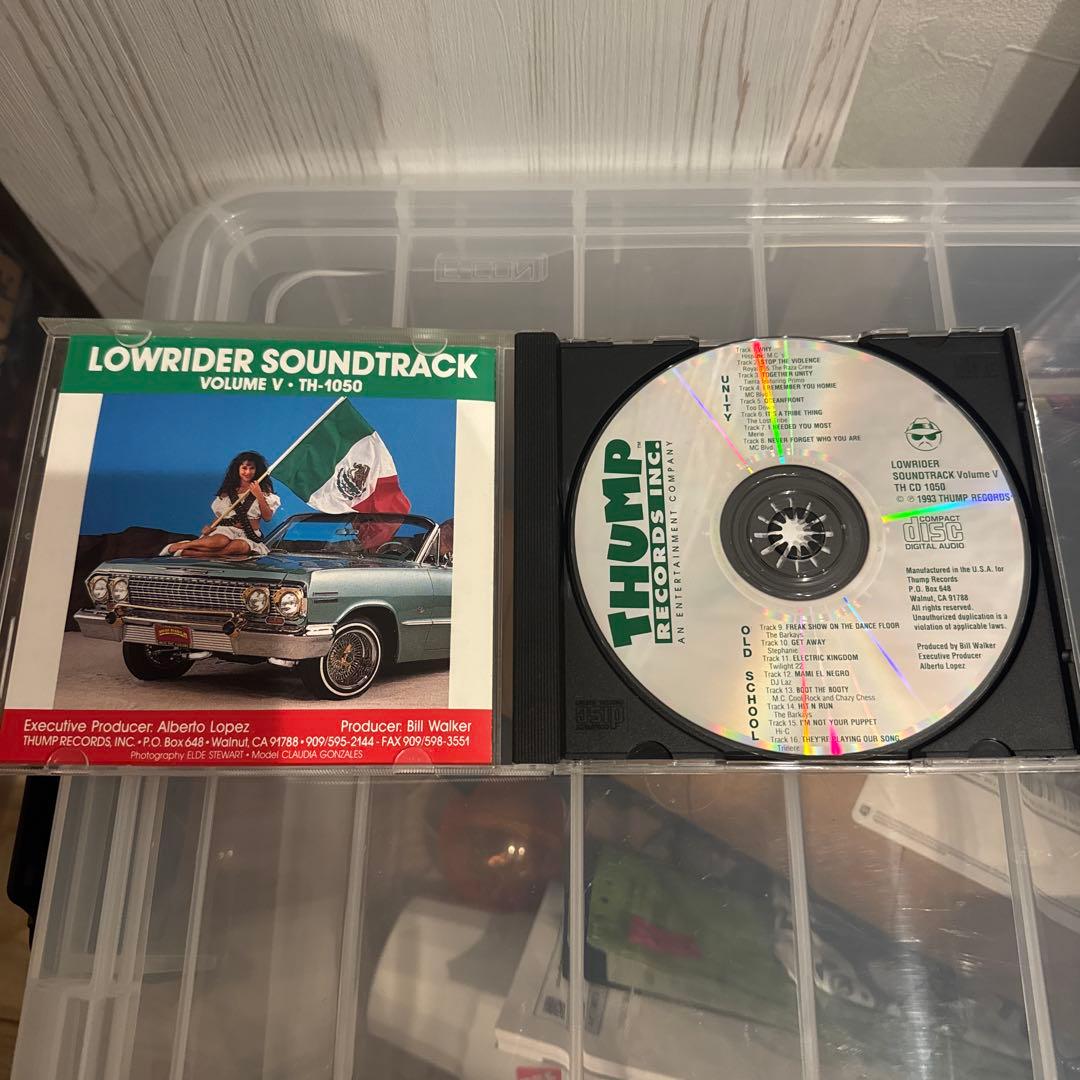 LOWRIDER SOUNDTRACK
VOLUME V • TH-1050
Executive Producer: Alberto Lopez
Producer: Bill Walker
THUMP RECORDS, INC. • P.O. Box 648 • Walnut, CA 91788 • 909/595-2144 - FAX 909/598-3551
Photography ELDE STEWART • Model CLAUDIA GONZALES
THUMP™
RECORDS INC.
AN ENTERTAINMENT COMPANY
UNITY
Track 1. WHY
Hispanic M.C.'s
Track 2. STOP THE VIOLENCE
Royal T/S. The Raza Crew
Track 3. TOGETHER UNITY
Tienta featuring Primo
Track 4. I REMEMBER YOU HOMIE
MC Blvd.
Track 5. OCEANFRONT
Too Down
Track 6. IT'S A TRIBE THING
The Lost Tribe
Track 7. I NEEDED YOU MOST
Merie
Track 8. NEVER FORGET WHO YOU ARE
MC Blvd.
LOWRIDER
SOUNDTRACK Volume V
TH CD 1050
© ℗ 1993 THUMP RECORDS
COMPACT
disc
DIGITAL AUDIO
Manufactured in the U.S.A. for
Thump Records
P.O. Box 648
Walnut, CA 91788
All rights reserved.
Unauthorized duplication is a
violation of applicable laws.
Produced by Bill Walker
Executive Producer
Alberto Lopez
OLD SCHOOL
Track 9. FREAK SHOW ON THE DANCE FLOOR
The Barkays
Track 10. GET AWAY
Stephanie
Track 11. ELECTRIC KINGDOM
Twilight 22
Track 12. MAMI EL NEGRO
DJ Laz
Track 13. BOOT THE BOOTY
M.C. Cool Rock and Chazy Chess
Track 14. HIT N RUN
The Barkays
Track 15. I'M NOT YOUR PUPPET
Hi-C
Track 16. THEY'RE PLAYING OUR SONG
Trinere